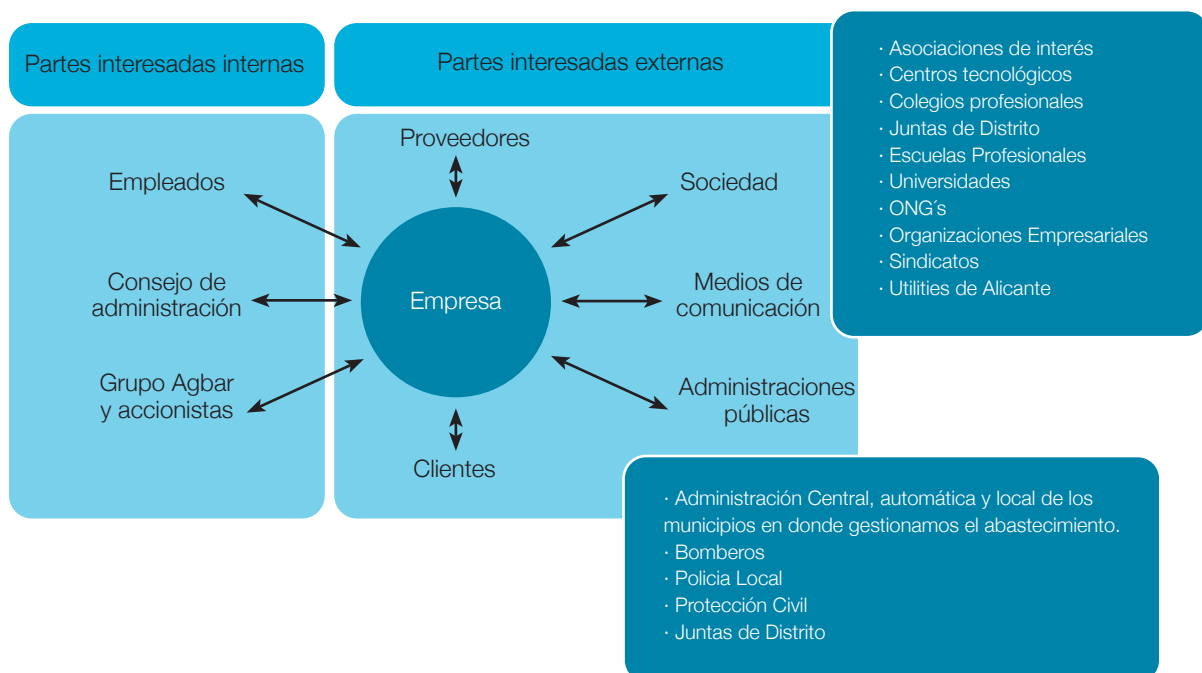 Partes interesadas internas
Partes interesadas externas
Empleados
Consejo de
administración
Grupo Agbar
y accionistas
Proveedores
Empresa
Clientes
Sociedad
Medios de
comunicación
Administraciones
públicas
· Asociaciones de interés
· Centros tecnológicos
· Colegios profesionales
· Juntas de Distrito
· Escuelas Profesionales
· Universidades
· ONG´s
· Organizaciones Empresariales
· Sindicatos
· Utilities de Alicante
· Administración Central, automática y local de los
municipios en donde gestionamos el abastecimiento.
· Bomberos
· Policia Local
· Protección Civil
· Juntas de Distrito